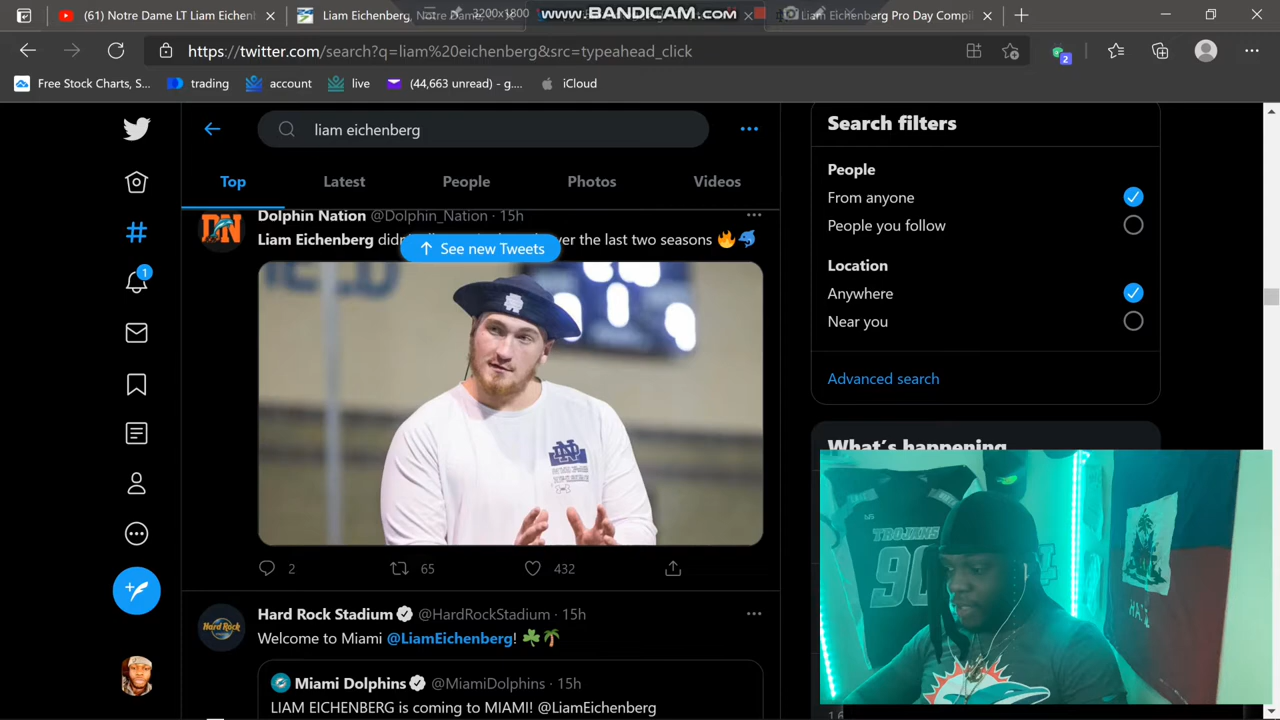 (61) Notre Dame LT Liam Eichenb
Liam Eichenberg, Notre Dame,
3200x1800
www.BANDICAM.com
Liam Eichenberg Pro Day Compil
https://twitter.com/search?q=liam%20eichenberg&src=typeahead_click
2
Free Stock Charts, S...
trading
account
live
(44,663 unread) - g....
iCloud
liam eichenberg
Top
Latest
People
Photos
Videos
Dolphin Nation @Dolphin_Nation · 15h
Liam Eichenberg
the last two seasons
See new Tweets
2
65
432
Hard Rock Stadium @HardRockStadium · 15h
Welcome to Miami @LiamEichenberg!
Miami Dolphins @MiamiDolphins · 15h
LIAM EICHENBERG is coming to MIAMI! @LiamEichenberg
Search filters
People
From anyone
People you follow
Location
Anywhere
Near you
Advanced search
What's happening
1
TROJANS
90